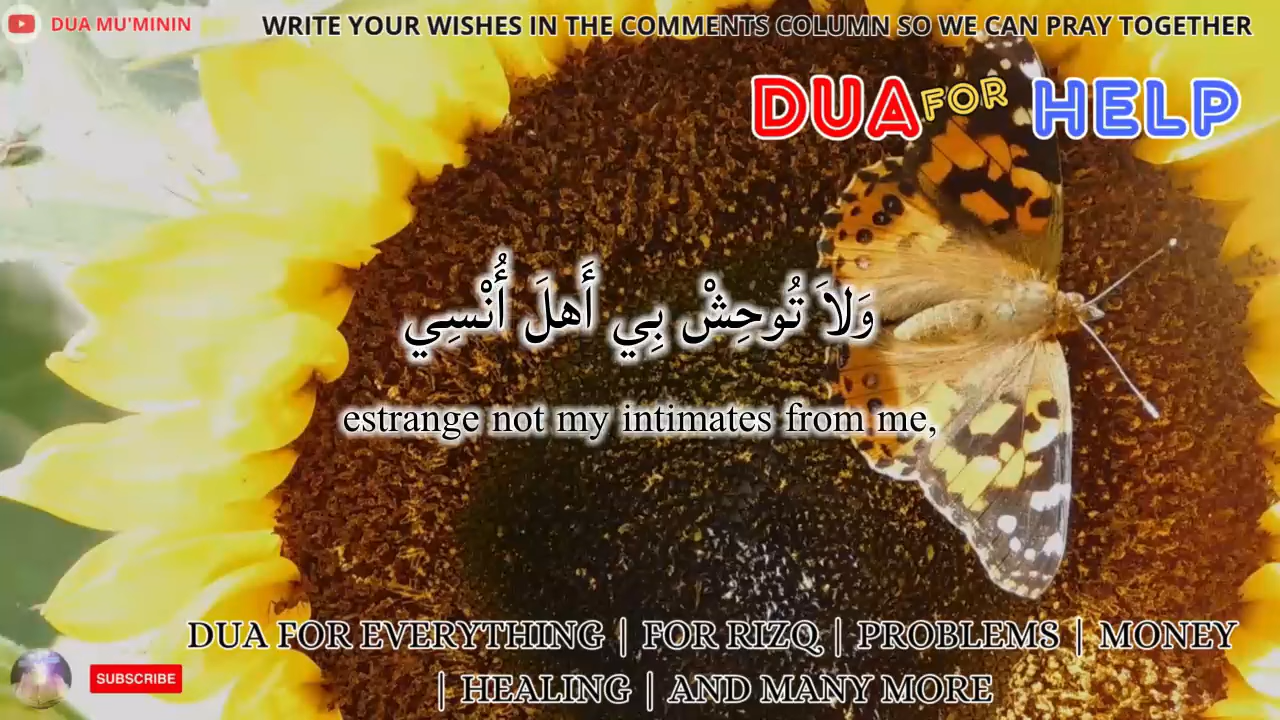 DUA MU'MININ
WRITE YOUR WISHES IN THE COMMENTS COLUMN SO WE CAN PRAY TOGETHER
DUA FOR HELP
وَلاَ تُوحِشْ بِي أَهلَ أُنْسِي
estrange not my intimates from me,
DUA FOR EVERYTHING | FOR RIZQ | PROBLEMS | MONEY
| HEALING | AND MANY MORE
SUBSCRIBE